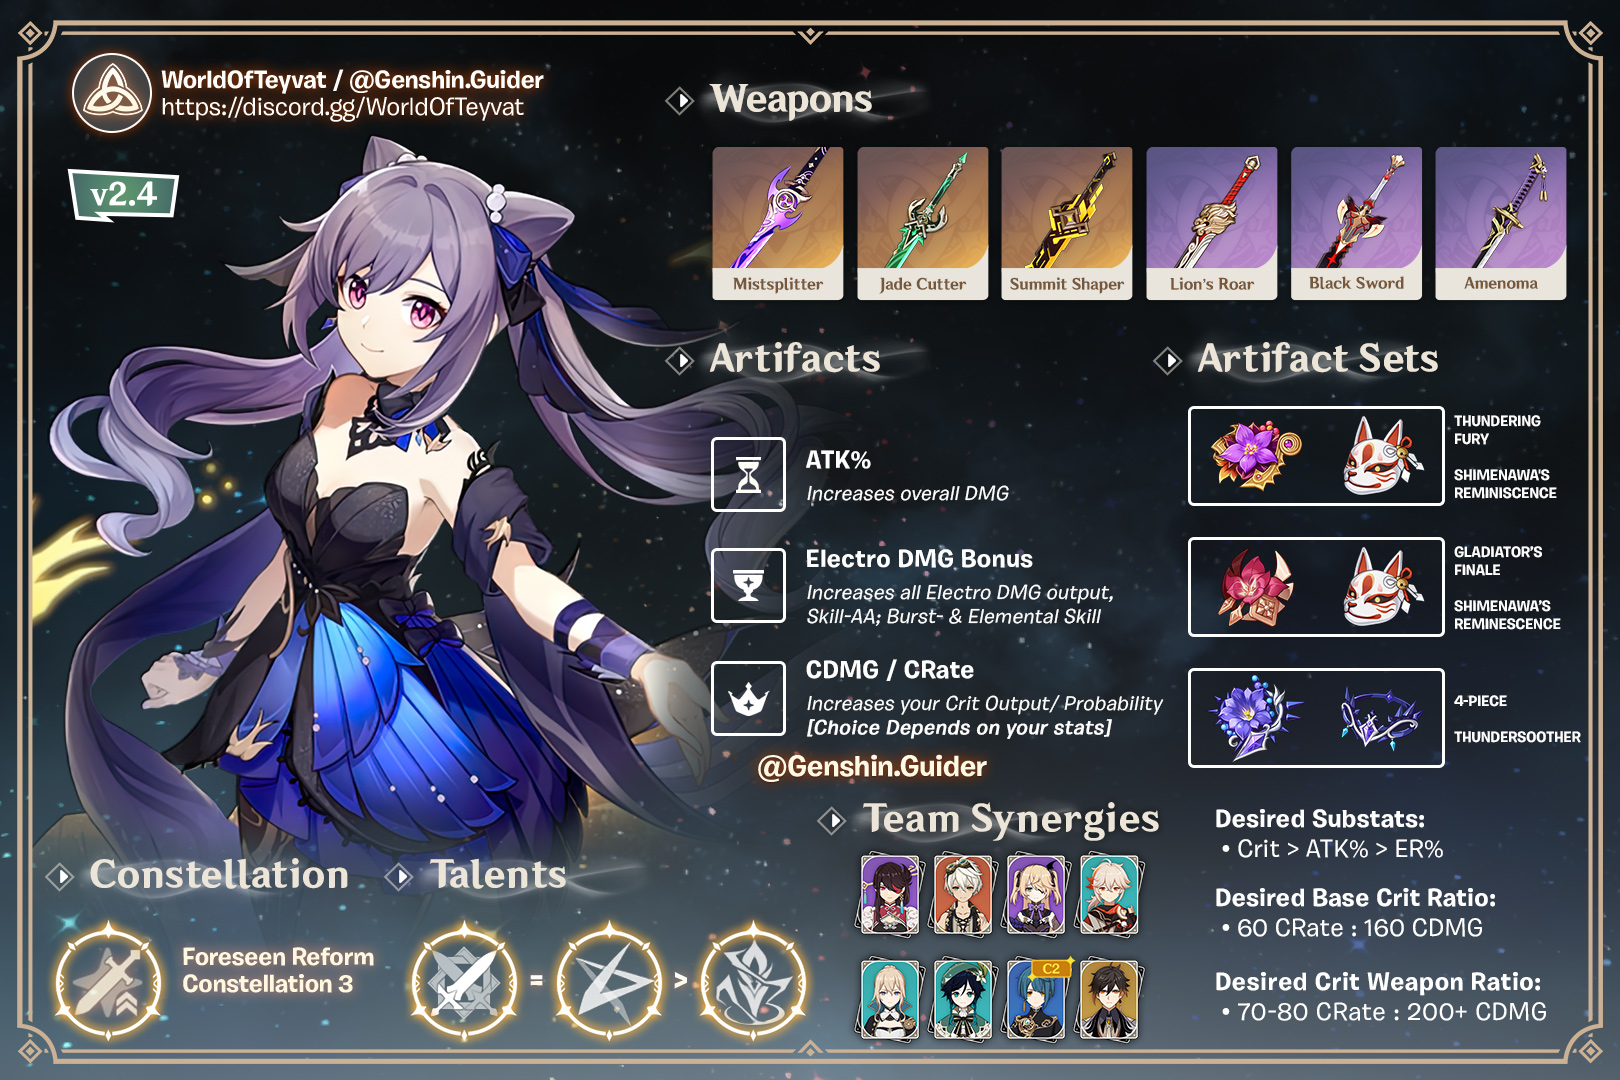 WorldOfTeyvat / @Genshin.Guider
https://discord.gg/WorldOfTeyvat
v2.4
Weapons
Mistsplitter
Jade Cutter
Summit Shaper
Lion's Roar
Black Sword
Amenoma
Artifacts
ATK%
Increases overall DMG
Electro DMG Bonus
Increases all Electro DMG output,
Skill-AA; Burst- & Elemental Skill
CDMG / CRate
Increases your Crit Output/ Probability
[Choice Depends on your stats]
@Genshin.Guider
Artifact Sets
THUNDERING
FURY
SHIMENAWA'S
REMINISCENCE
GLADIATOR'S
FINALE
SHIMENAWA'S
REMINESCENCE
4-PIECE
THUNDERSOOTHER
Team Synergies
C2
Desired Substats:
• Crit > ATK% > ER%
Desired Base Crit Ratio:
• 60 CRate : 160 CDMG
Desired Crit Weapon Ratio:
• 70-80 CRate : 200+ CDMG
Constellation
Foreseen Reform
Constellation 3
Talents
= >